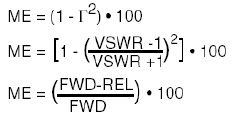 ME = (1 - Γ²) • 100
ME = [1 - (VSWR -1 / VSWR +1)²] • 100
ME = (FWD-REL / FWD) • 100